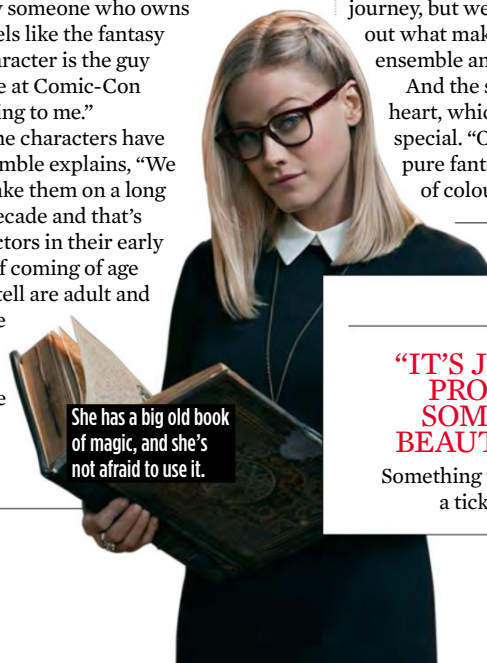 someone who owns
els like the fantasy
aracter is the guy
e at Comic-Con
ing to me.”
ne characters have
mble explains, “We
ake them on a long
ecade and that’s
ctors in their early
f coming of age
tell are adult and
e
e
She has a big old book
of magic, and she’s
not afraid to use it.
journey, but we
out what mak
ensemble an
And the s
heart, whic
special. “O
pure fant
of colou
“IT’S J
PRO
SOM
BEAUT
Something
a tick